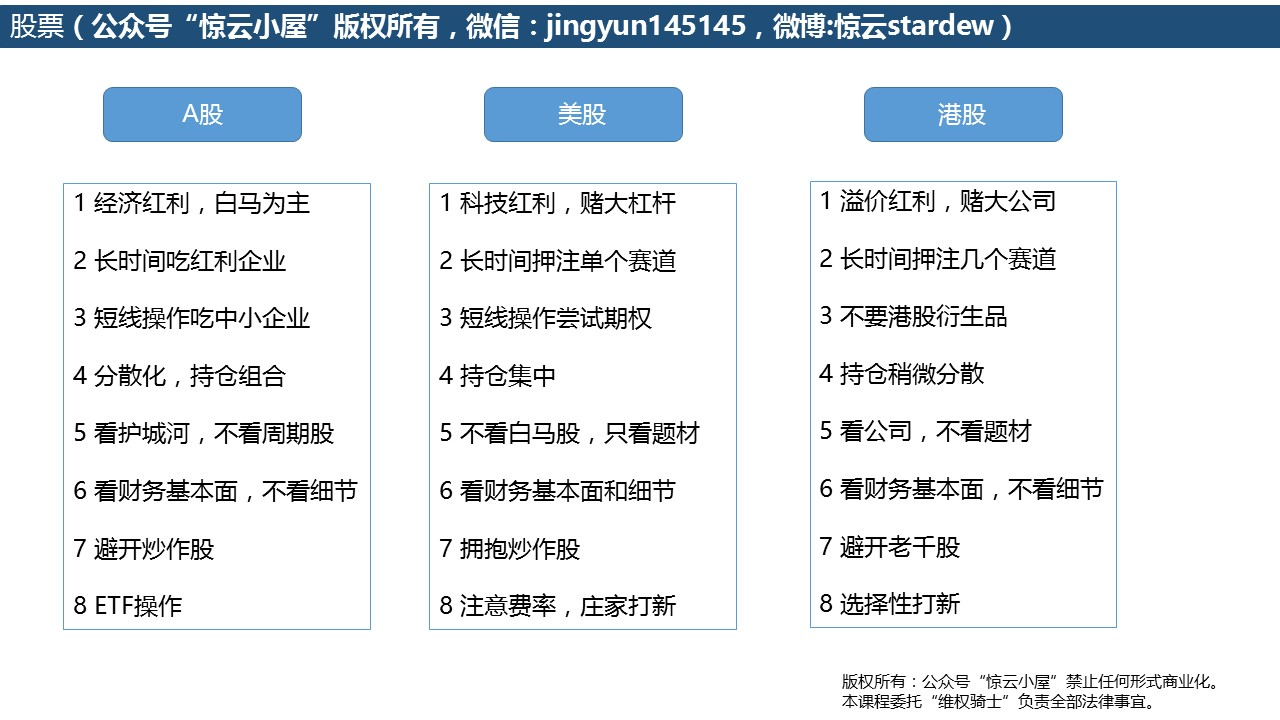 股票（公众号“惊云小屋”版权所有，微信：jingyun145145，微博:惊云stardew）
A股
1 经济红利，白马为主
2 长时间吃红利企业
3 短线操作吃中小企业
4 分散化，持仓组合
5 看护城河，不看周期股
6 看财务基本面，不看细节
7 避开炒作股
8 ETF操作
美股
1 科技红利，赌大杠杆
2 长时间押注单个赛道
3 短线操作尝试期权
4 持仓集中
5 不看白马股，只看题材
6 看财务基本面和细节
7 拥抱炒作股
8 注意费率，庄家打新
港股
1 溢价红利，赌大公司
2 长时间押注几个赛道
3 不要港股衍生品
4 持仓稍微分散
5 看公司，不看题材
6 看财务基本面，不看细节
7 避开老千股
8 选择性打新
版权所有：公众号“惊云小屋”禁止任何形式商业化。
本课程委托“维权骑士”负责全部法律事宜。